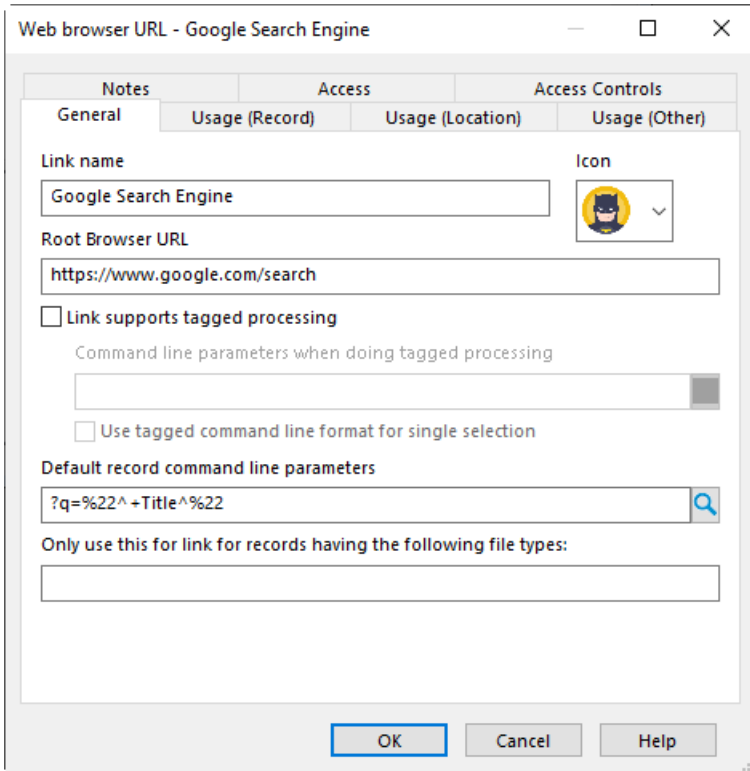 Web browser URL - Google Search Engine
Notes Access Access Controls
General Usage (Record) Usage (Location) Usage (Other)
Link name Icon
Google Search Engine
Root Browser URL
https://www.google.com/search
Link supports tagged processing
Command line parameters when doing tagged processing
Use tagged command line format for single selection
Default record command line parameters
?q=%22^+Title^%22
Only use this for link for records having the following file types:
OK Cancel Help